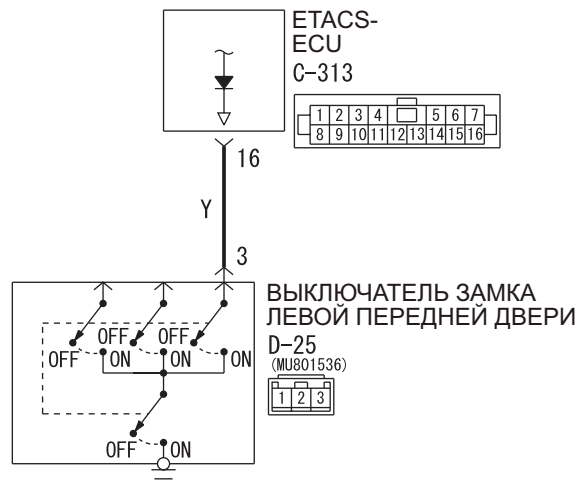 ETACS-
ECU
C-313
1 2 3 4 5 6 7
8 9 10 11 12 13 14 15 16
16
Y
3
ВЫКЛЮЧАТЕЛЬ ЗАМКА
ЛЕВОЙ ПЕРЕДНЕЙ ДВЕРИ
D-25
(MU801536)
1 2 3
OFF OFF
OFF ON ON ON
OFF ON